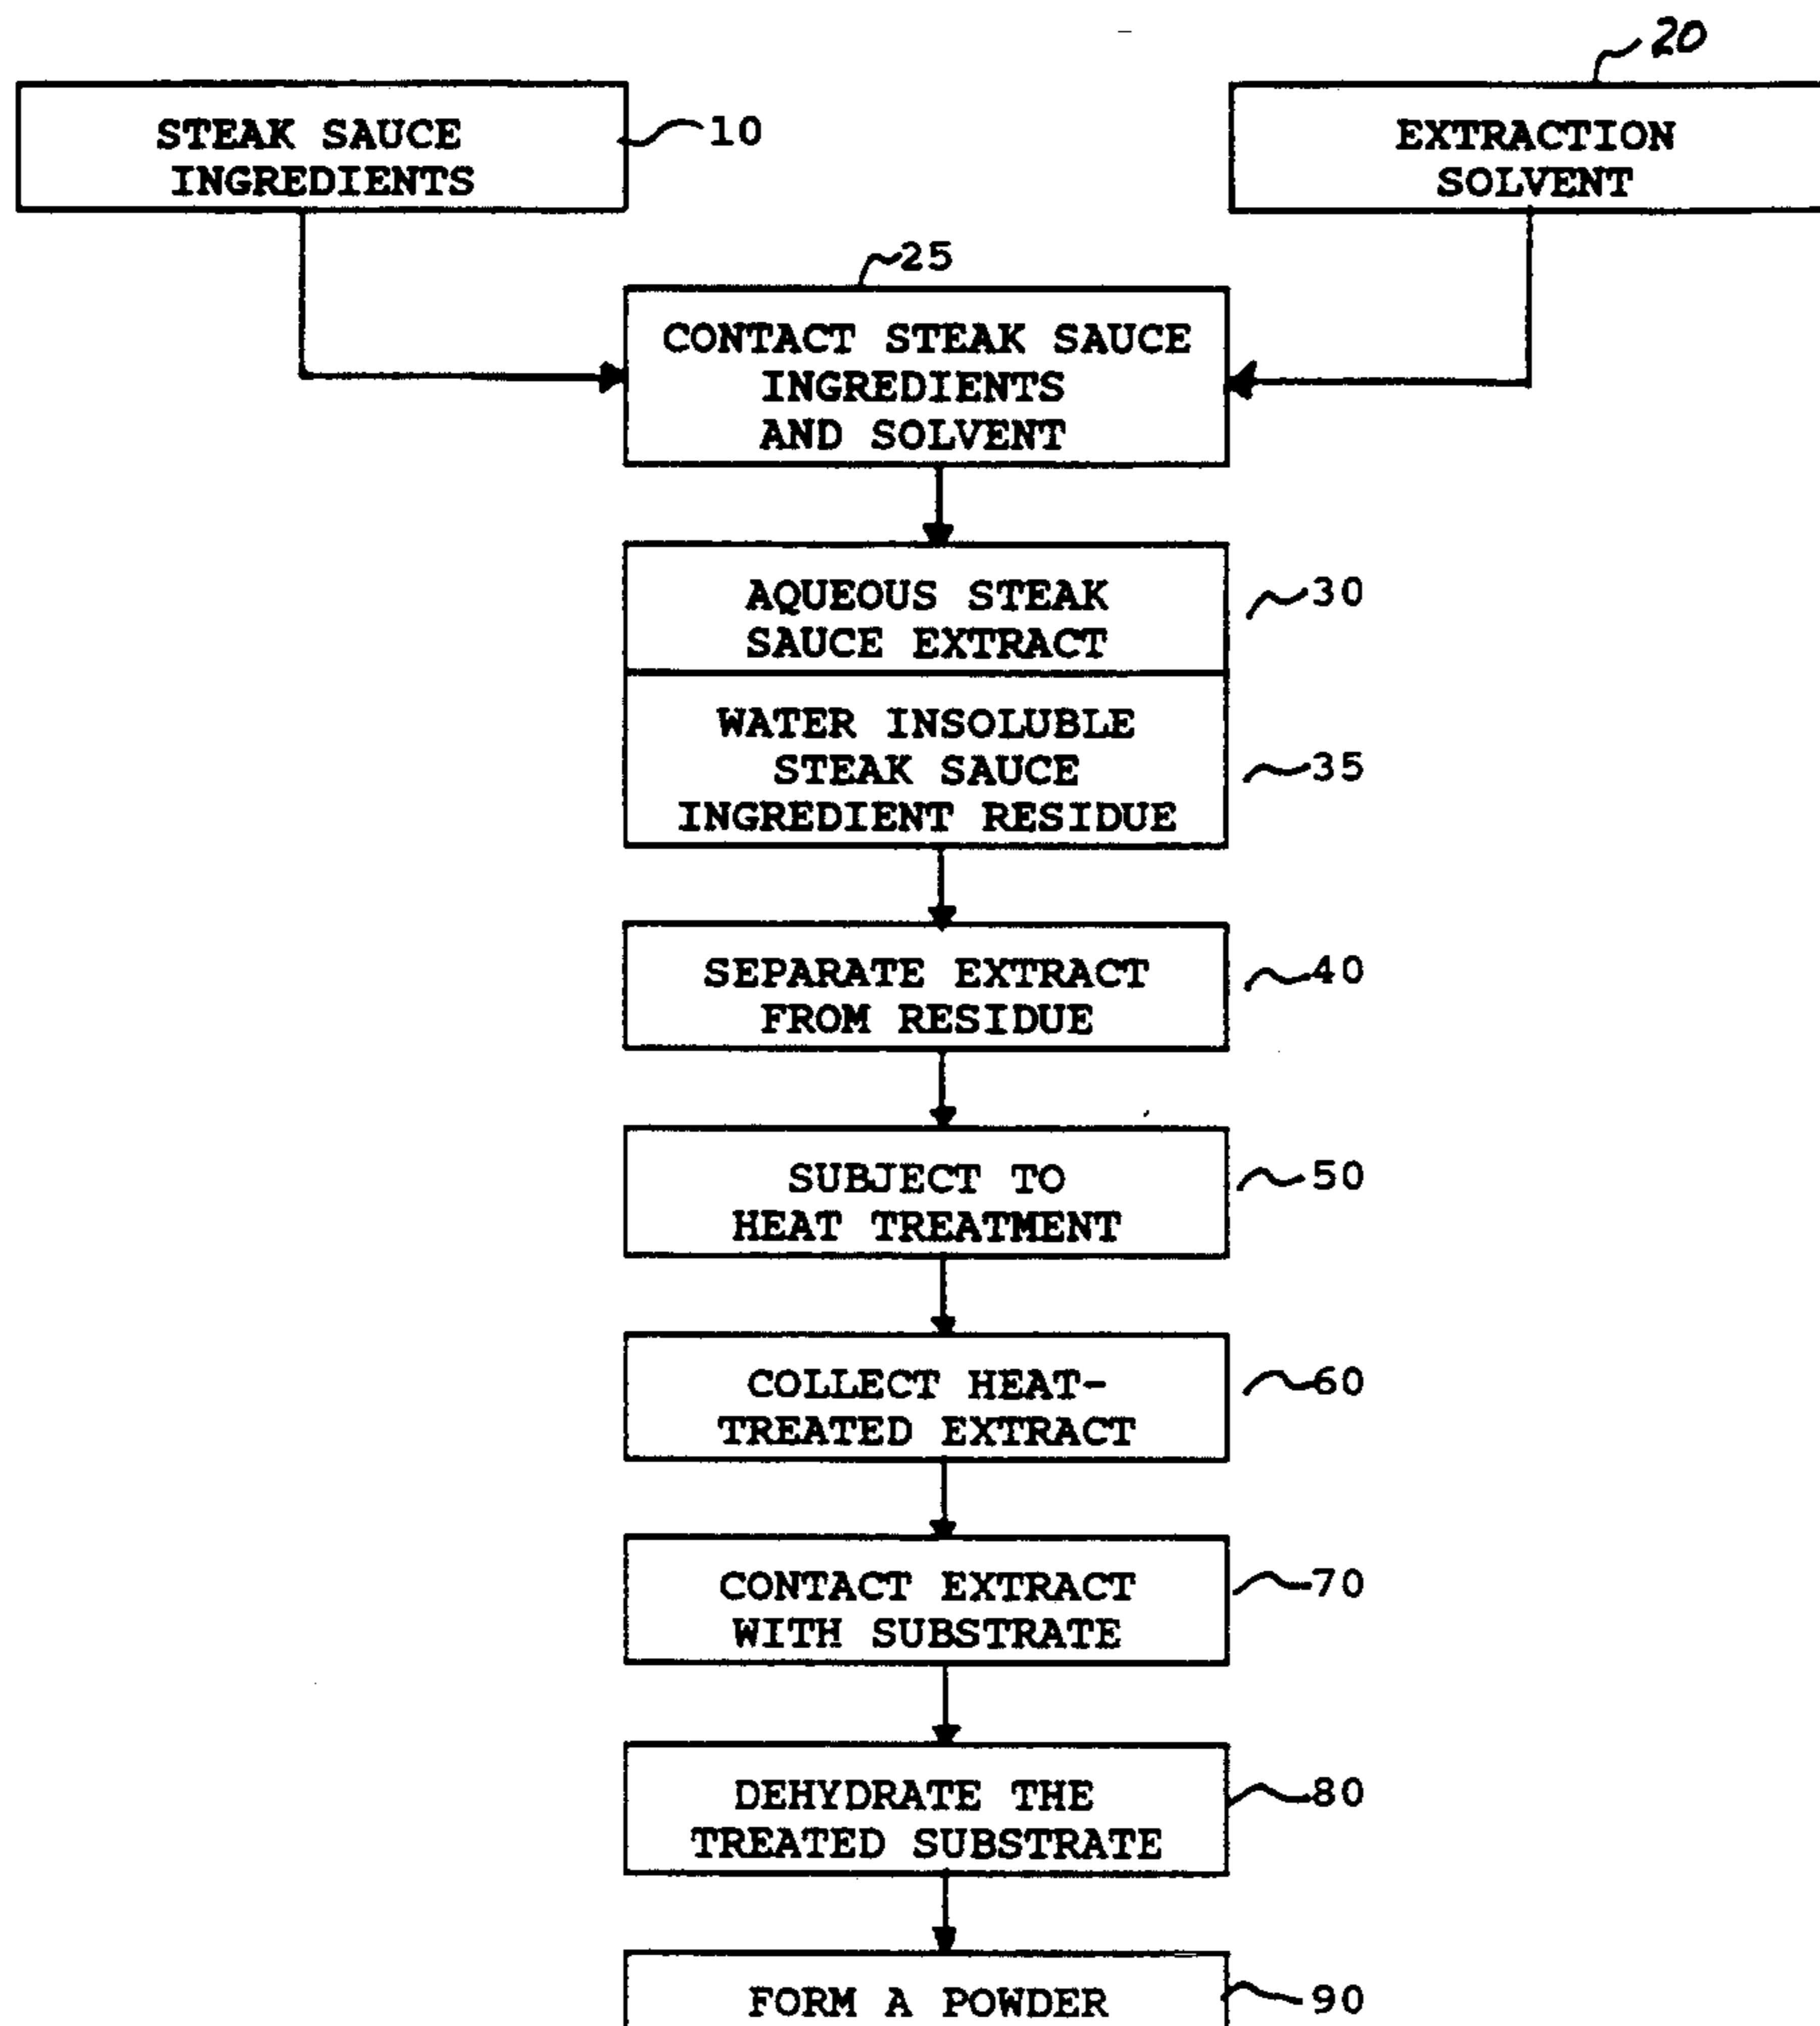 20
STEAK SAUCE
INGREDIENTS
10
EXTRACTION
SOLVENT
25
CONTACT STEAK SAUCE
INGREDIENTS
AND SOLVENT
AQUEOUS STEAK
SAUCE EXTRACT
30
WATER INSOLUBLE
STEAK SAUCE
INGREDIENT RESIDUE
35
SEPARATE EXTRACT
FROM RESIDUE
40
SUBJECT TO
HEAT TREATMENT
50
COLLECT HEAT-
TREATED EXTRACT
60
CONTACT EXTRACT
WITH SUBSTRATE
70
DEHYDRATE THE
TREATED SUBSTRATE
80
FORM A POWDER
90